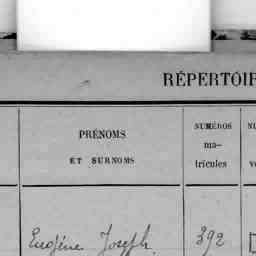 RÉPERTOIR
PRÉNOMS
ET SURNOMS
NUMÉROS
ma-
tricules
Eugène Joseph
392